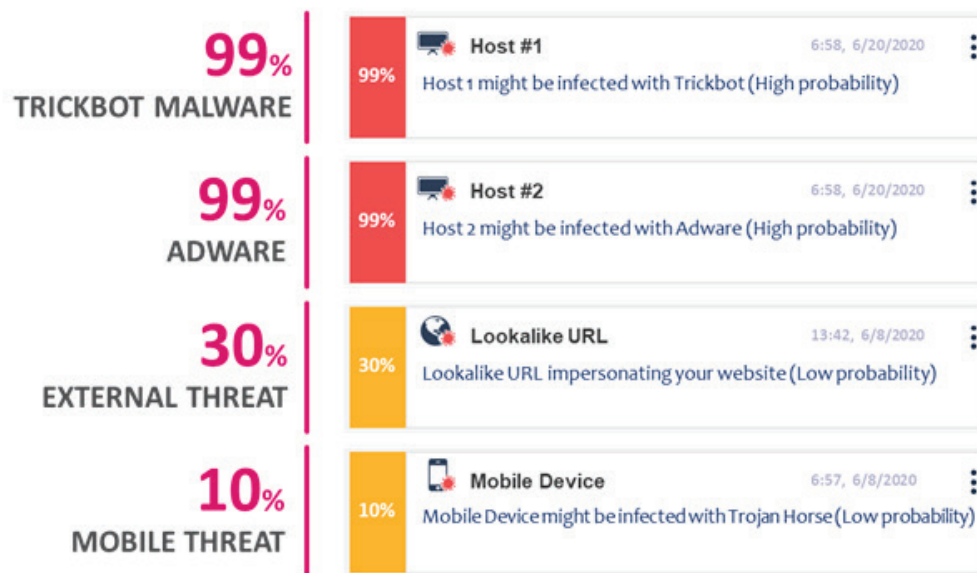 99%
TRICKBOT MALWARE
99%
Host #1
6:58, 6/20/2020
Host 1 might be infected with Trickbot (High probability)
99%
ADWARE
99%
Host #2
6:58, 6/20/2020
Host 2 might be infected with Adware (High probability)
30%
EXTERNAL THREAT
30%
Lookalike URL
13:42, 6/8/2020
Lookalike URL impersonating your website (Low probability)
10%
MOBILE THREAT
10%
Mobile Device
6:57, 6/8/2020
Mobile Device might be infected with Trojan Horse (Low probability)